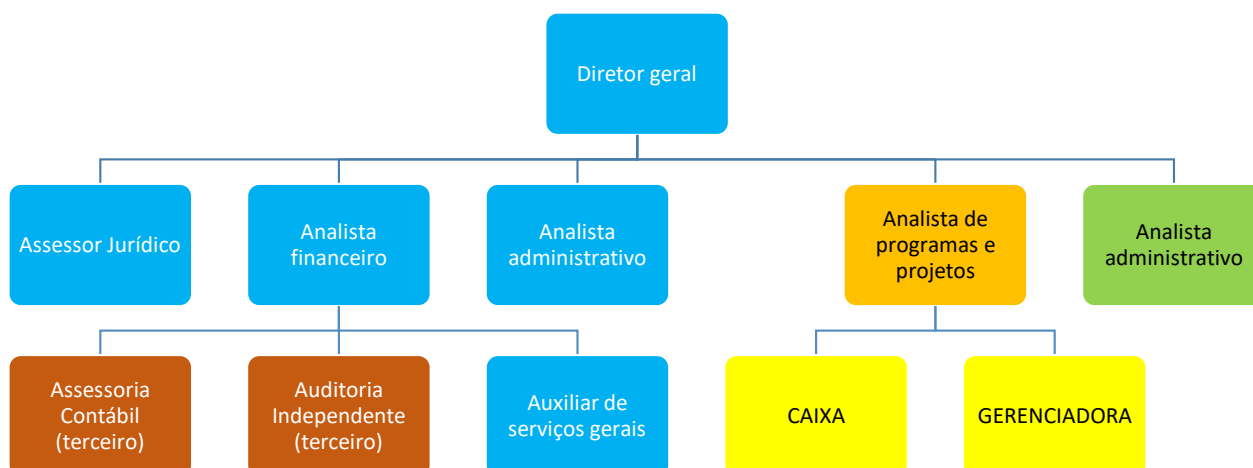 Diretor geral
Assessor Jurídico
Analista
financeiro
Analista
administrativo
Analista de
programas e
projetos
Analista
administrativo
Assessoria
Contábil
(terceiro)
Auditoria
Independente
(terceiro)
Auxiliar de
serviços gerais
CAIXA
GERENCIADORA